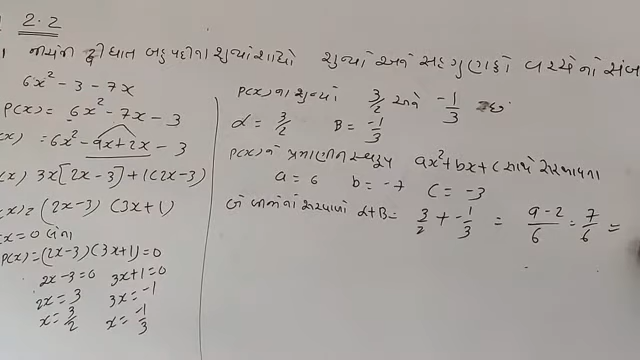 2.2
નીચેની દ્વીઘાત બહુપદીના શુન્યો શોધો શુન્યો અને સહગુણકો વચ્ચેનો સંબ
6x² - 3 - 7x
P(x) = 6x² - 7x - 3
(x) = 6x² - 9x + 2x - 3
(x) 3x[2x-3] + 1(2x-3)
(x) = (2x-3) (3x+1)
x = 0 લેતા
P(x) = (2x-3)(3x+1) = 0
2x-3=0 3x+1=0
2x = 3 3x = -1
x = 3/2 x = -1/3
P(x) ના શુન્યો 3/2 અને -1/3 છે
α = 3/2 B = -1/3
P(x) ને પ્રમાણીત સ્વરૂપ ax² + bx + c સાથે સરખાવતા
a = 6 b = -7 c = -3
α+B = 3/2 + -1/3 = 9-2/6 = 7/6 =